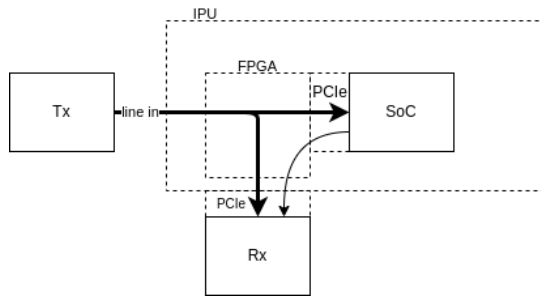 IPU
FPGA
PCIe
Tx
line in
SoC
PCIe
Rx